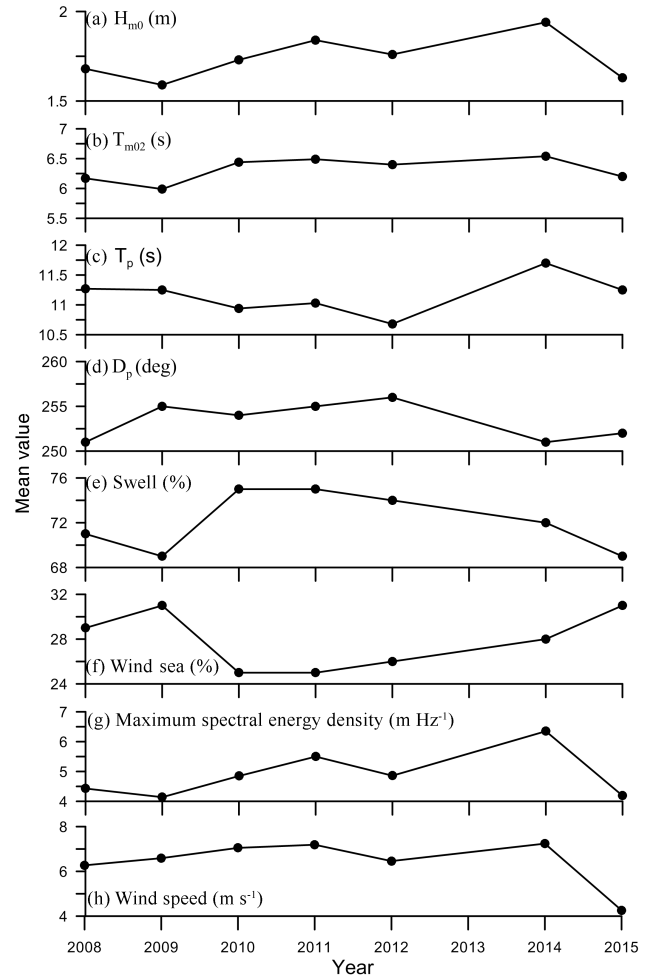 2
(a) Hm0 (m)
1.5
7
(b) Tm02 (s)
6.5
6
5.5
12
(c) Tp (s)
11.5
11
10.5
260
(d) Dp (deg)
255
250
76
(e) Swell (%)
72
68
32
28
(f) Wind sea (%)
24
7
(g) Maximum spectral energy density (m Hz-1)
6
5
4
8
6
(h) Wind speed (m s-1)
4
2008 2009 2010 2011 2012 2013 2014 2015
Year
Mean value